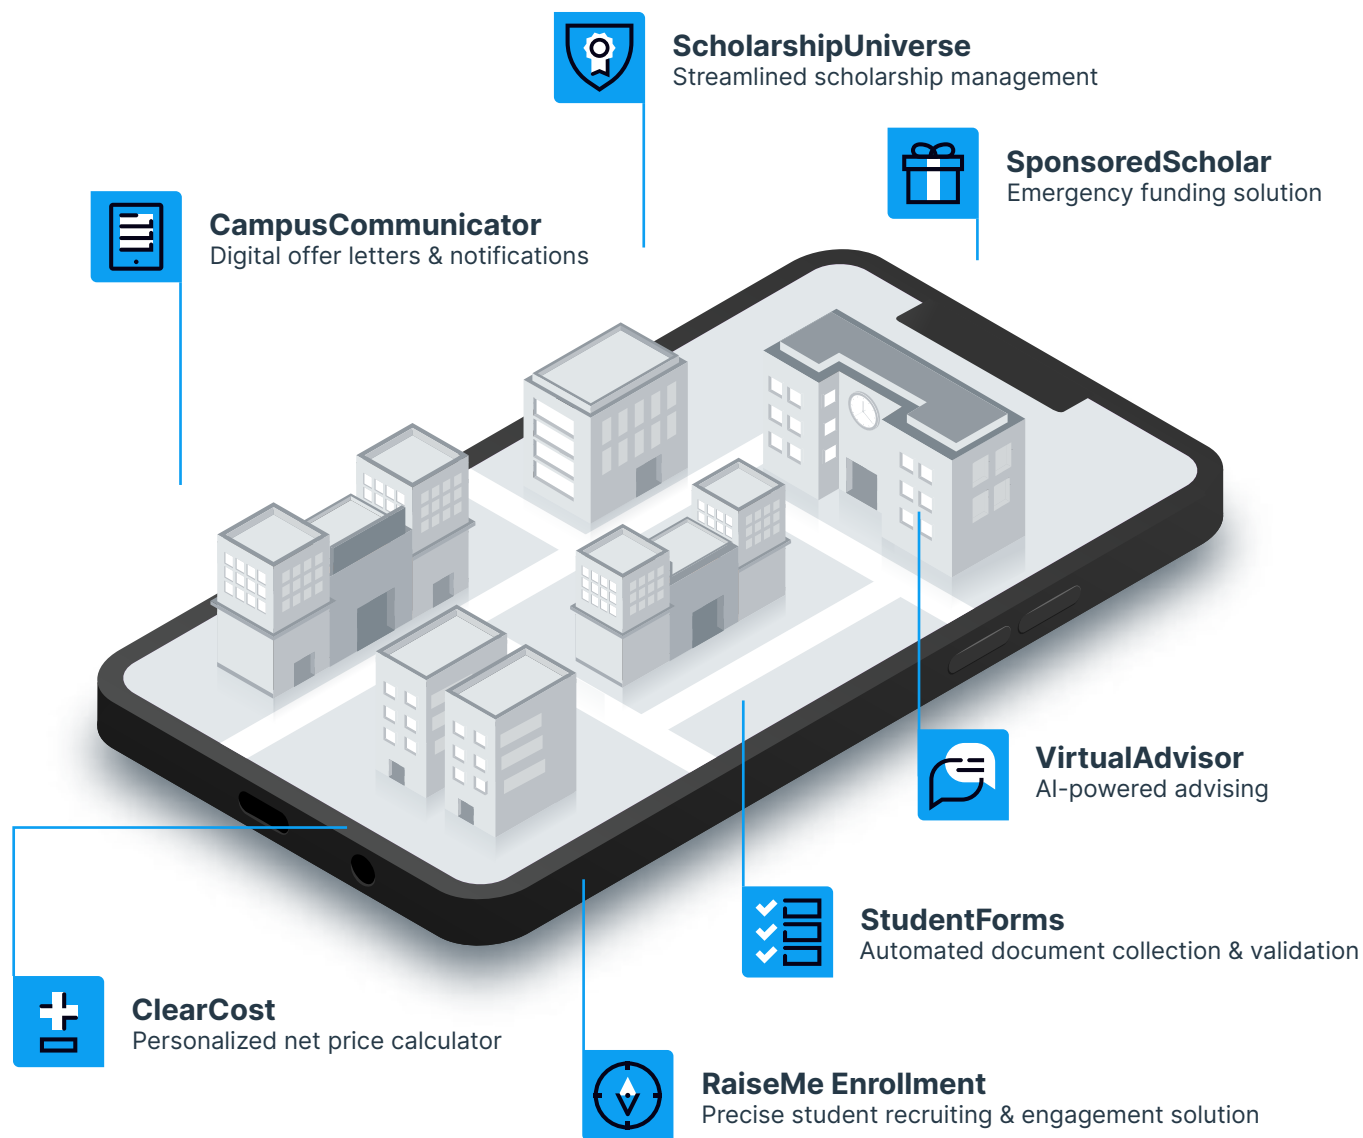 ScholarshipUniverse
Streamlined scholarship management
SponsoredScholar
Emergency funding solution
CampusCommunicator
Digital offer letters & notifications
VirtualAdvisor
AI-powered advising
StudentForms
Automated document collection & validation
ClearCost
Personalized net price calculator
RaiseMe Enrollment
Precise student recruiting & engagement solution